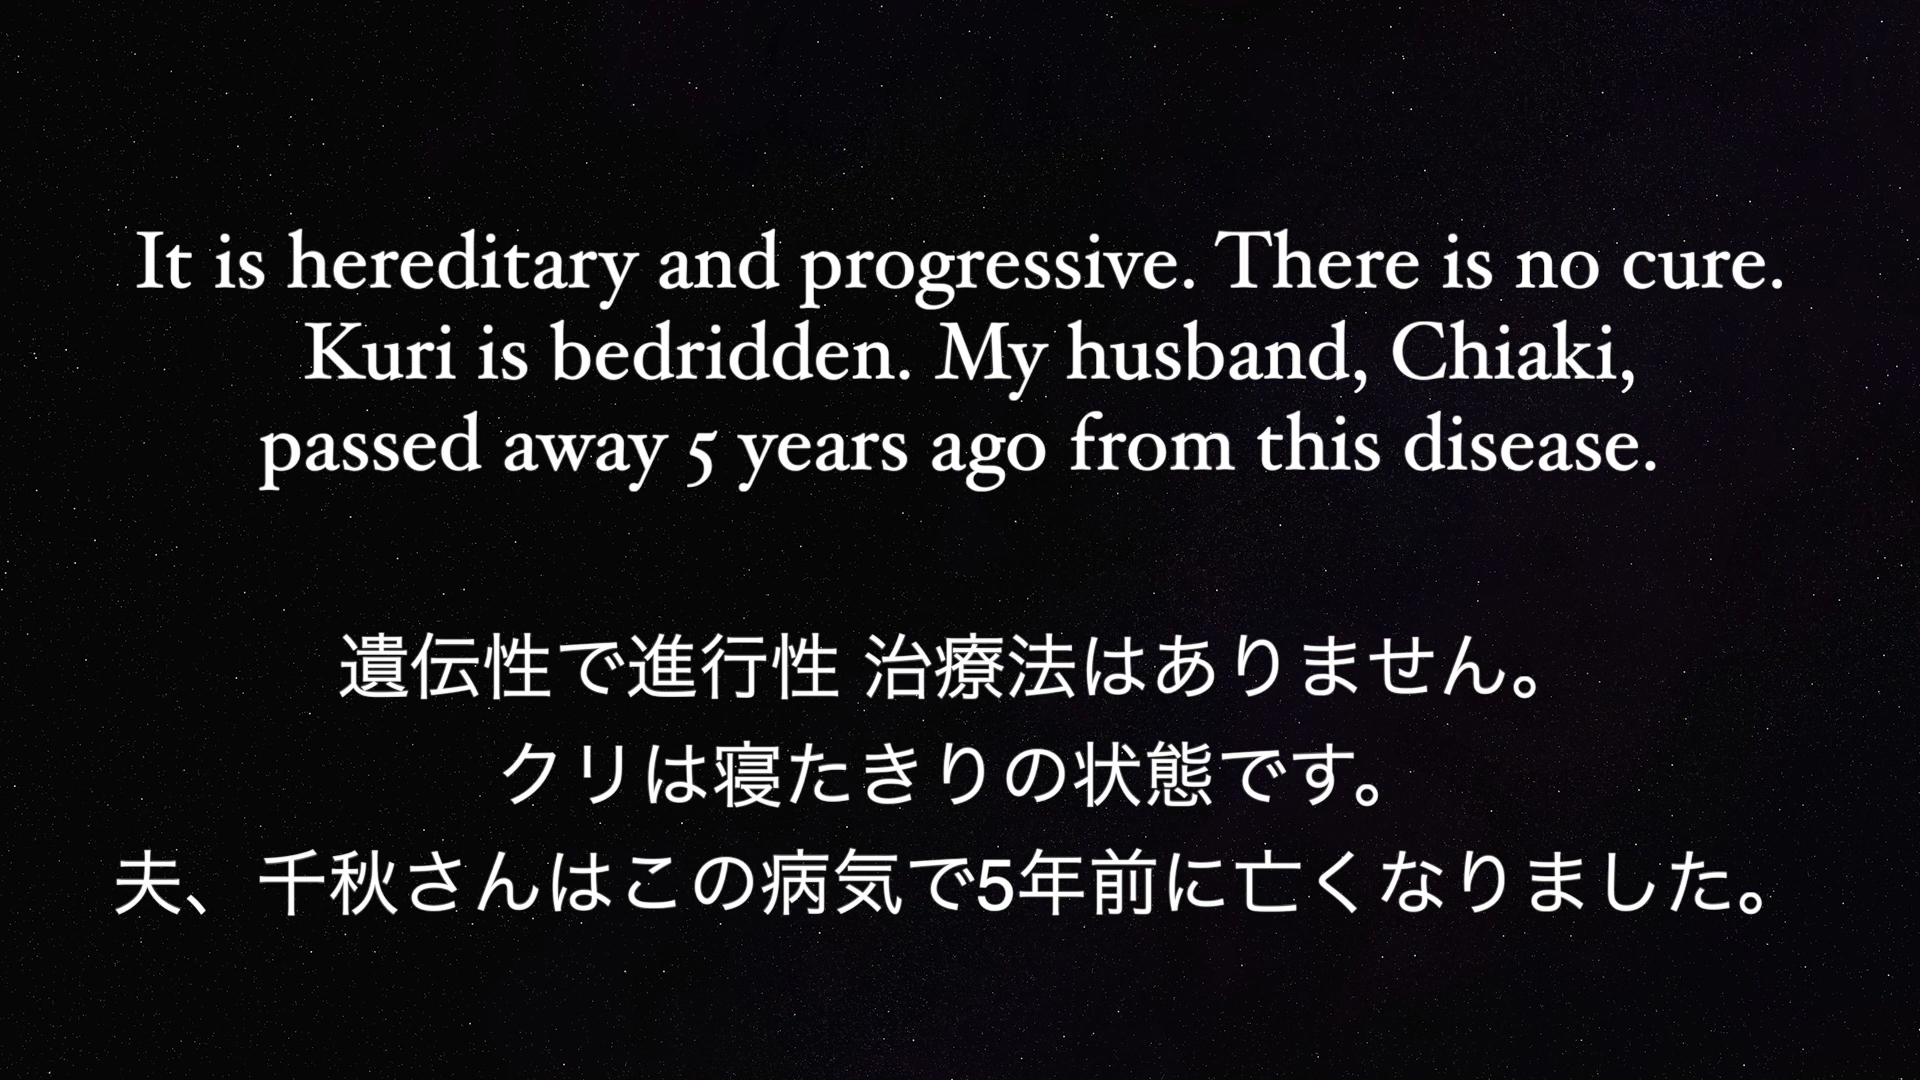 It is hereditary and progressive. There is no cure.
Kuri is bedridden. My husband, Chiaki,
passed away 5 years ago from this disease.
遺伝性で進行性 治療法はありません。
クリは寝たきりの状態です。
夫、千秋さんはこの病気で5年前に亡くなりました。